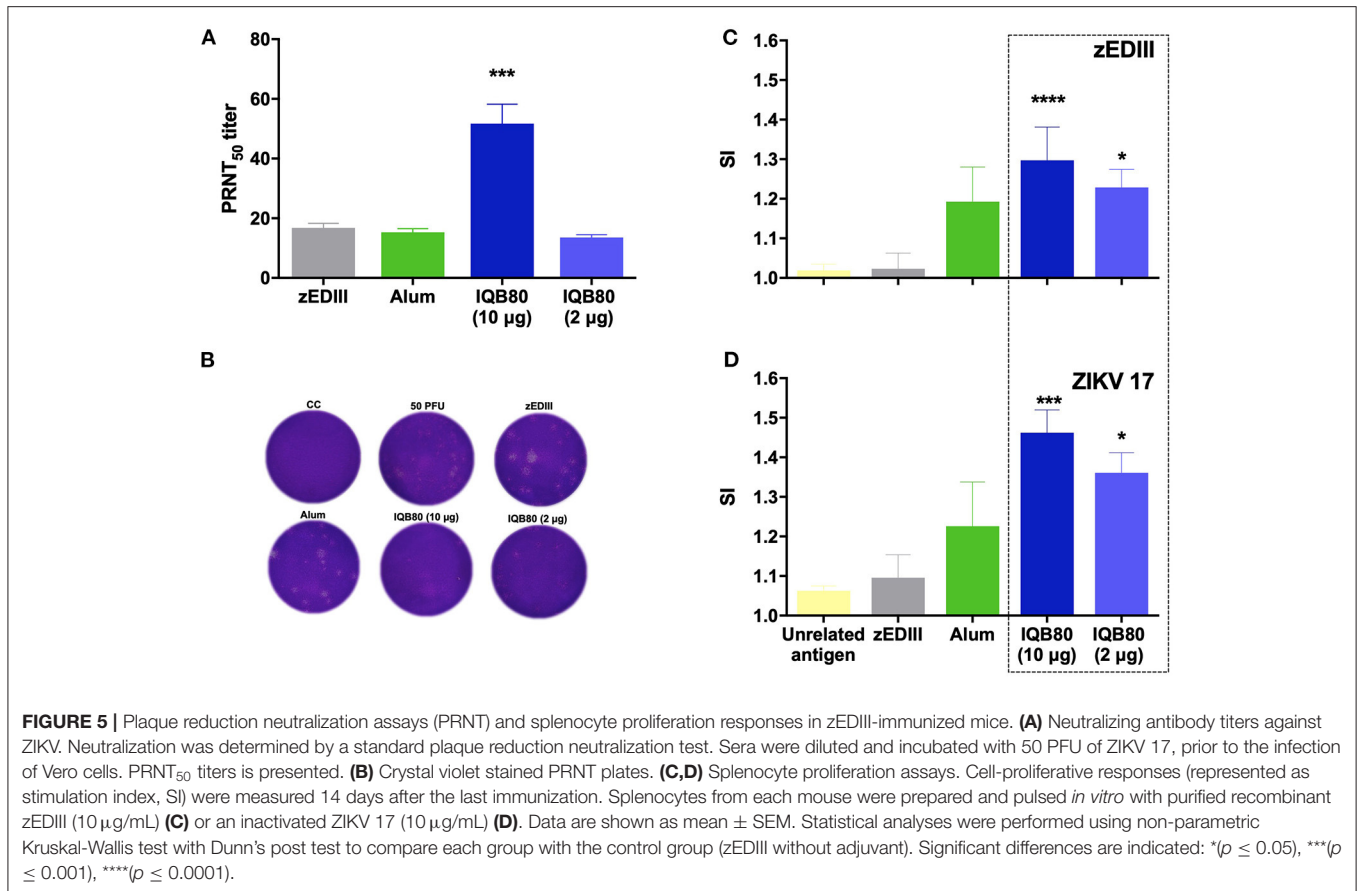 A
80
60
40
20
0
PRNT50 titer
***
zEDIII
Alum
IQB80
(10 µg)
IQB80
(2 µg)
B
CC
50 PFU
zEDIII
Alum
IQB80 (10 µg)
IQB80 (2 µg)
C
1.6
1.5
1.4
1.3
1.2
1.1
1.0
SI
zEDIII
****
*
D
1.6
1.5
1.4
1.3
1.2
1.1
1.0
SI
ZIKV 17
***
*
Unrelated
antigen
zEDIII
Alum
IQB80
(10 µg)
IQB80
(2 µg)
FIGURE 5 | Plaque reduction neutralization assays (PRNT) and splenocyte proliferation responses in zEDIII-immunized mice. (A) Neutralizing antibody titers against
ZIKV. Neutralization was determined by a standard plaque reduction neutralization test. Sera were diluted and incubated with 50 PFU of ZIKV 17, prior to the infection
of Vero cells. PRNT50 titers is presented. (B) Crystal violet stained PRNT plates. (C,D) Splenocyte proliferation assays. Cell-proliferative responses (represented as
stimulation index, SI) were measured 14 days after the last immunization. Splenocytes from each mouse were prepared and pulsed in vitro with purified recombinant
zEDIII (10 µg/mL) (C) or an inactivated ZIKV 17 (10 µg/mL) (D). Data are shown as mean ± SEM. Statistical analyses were performed using non-parametric
Kruskal-Wallis test with Dunn's post test to compare each group with the control group (zEDIII without adjuvant). Significant differences are indicated: *(p ≤ 0.05), ***(p
≤ 0.001), ****(p ≤ 0.0001).